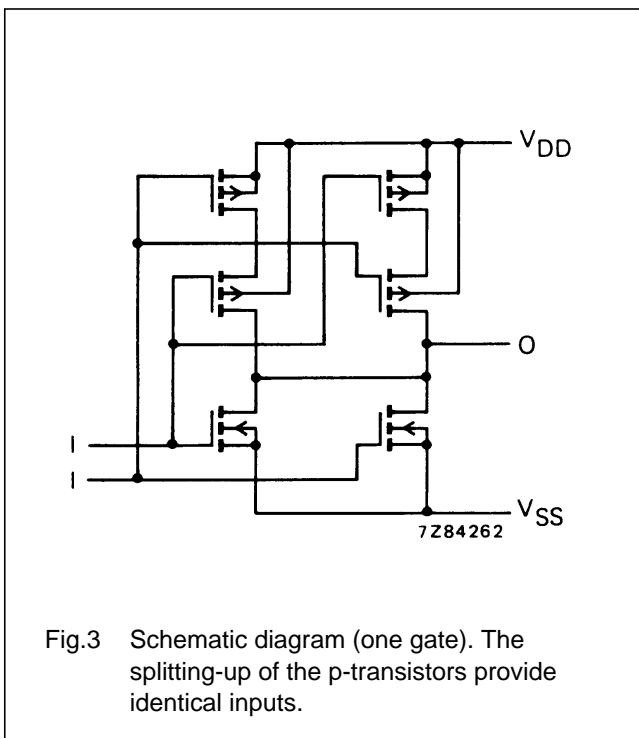 VDD
O
I
I
VSS
7Z84262
Fig.3 Schematic diagram (one gate). The
splitting-up of the p-transistors provide
identical inputs.